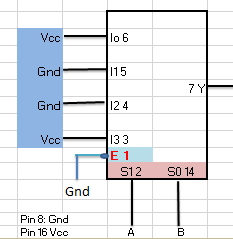 Vcc Io 6
Gnd I1 5
7 Y
Gnd I2 4
Vcc I3 3
E 1
S1 2 S0 14
Gnd
Pin 8: Gnd
Pin 16 Vcc A B